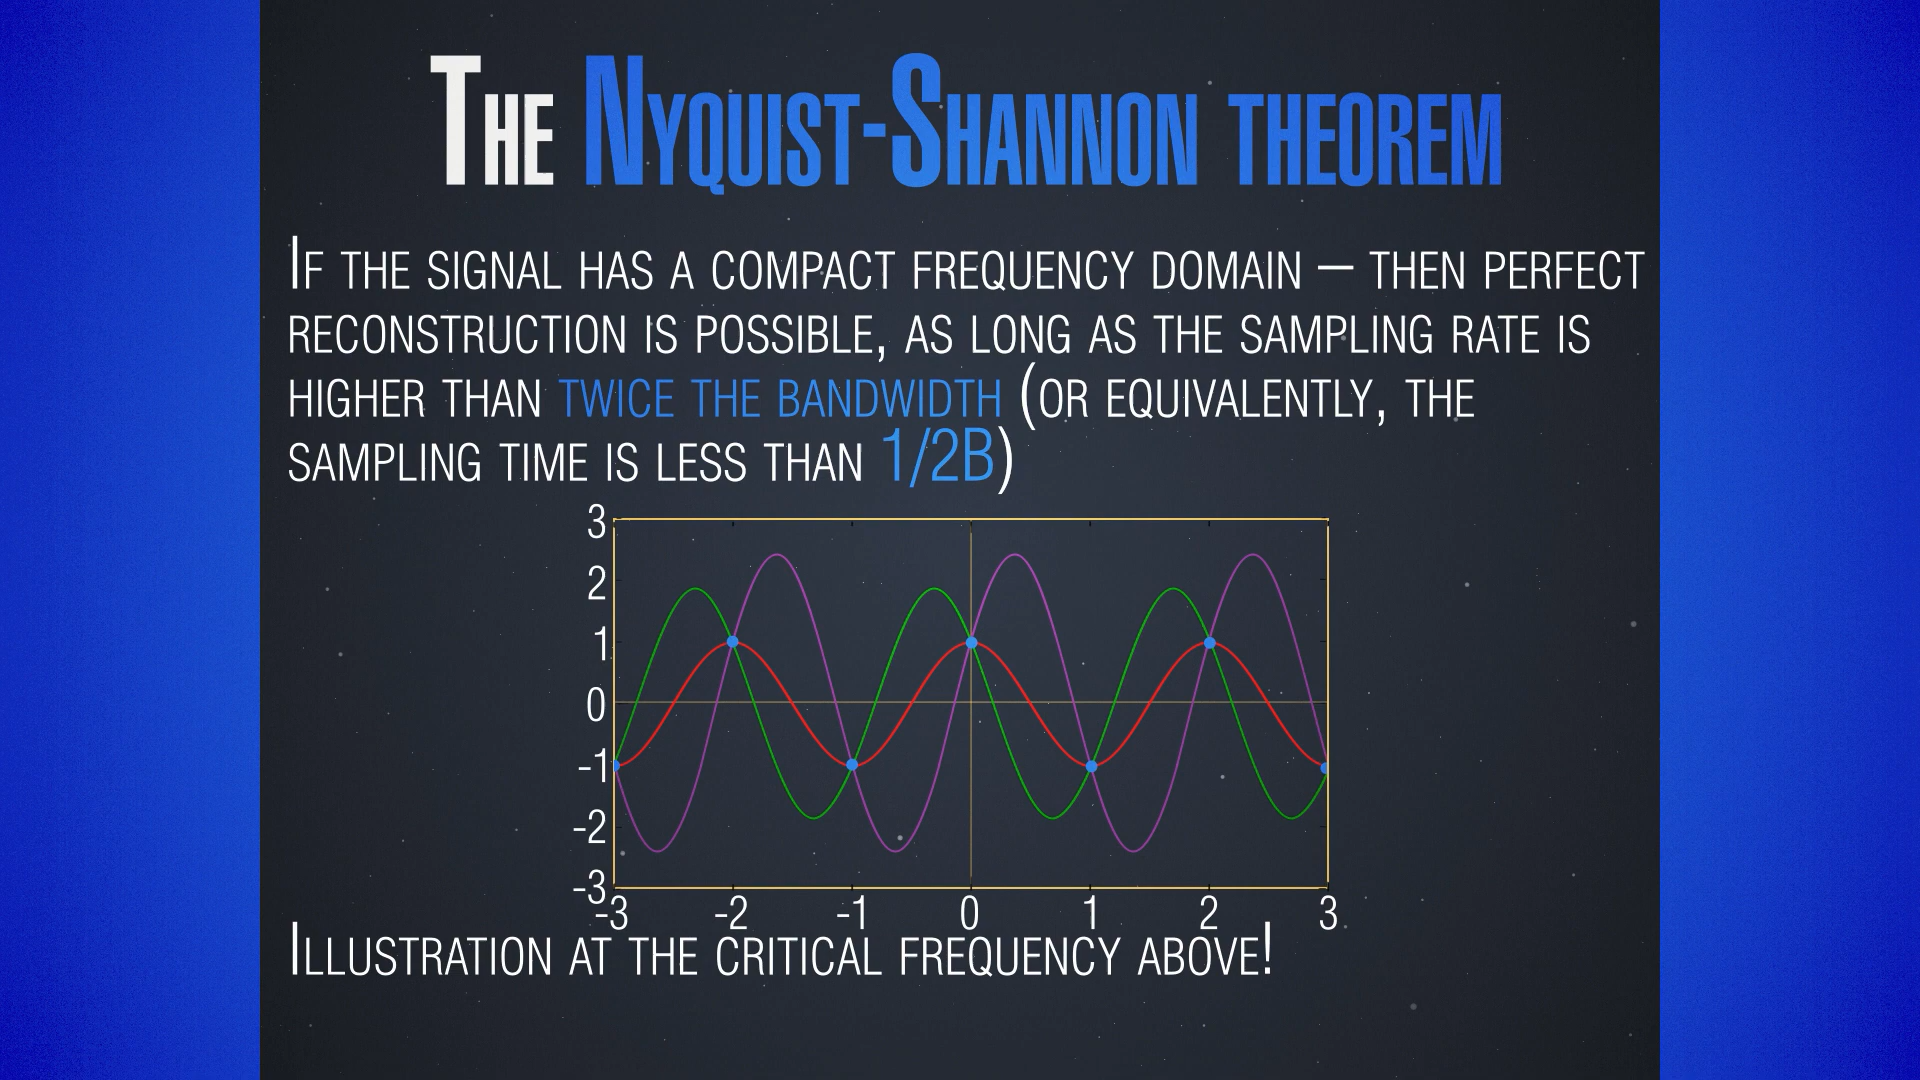 The Nyquist-Shannon theorem
If the signal has a compact frequency domain – then perfect
reconstruction is possible, as long as the sampling rate is
higher than twice the bandwidth (or equivalently, the
sampling time is less than 1/2B)
3
2
1
0
-1
-2
-3
-3 -2 -1 0 1 2 3
Illustration at the critical frequency above!